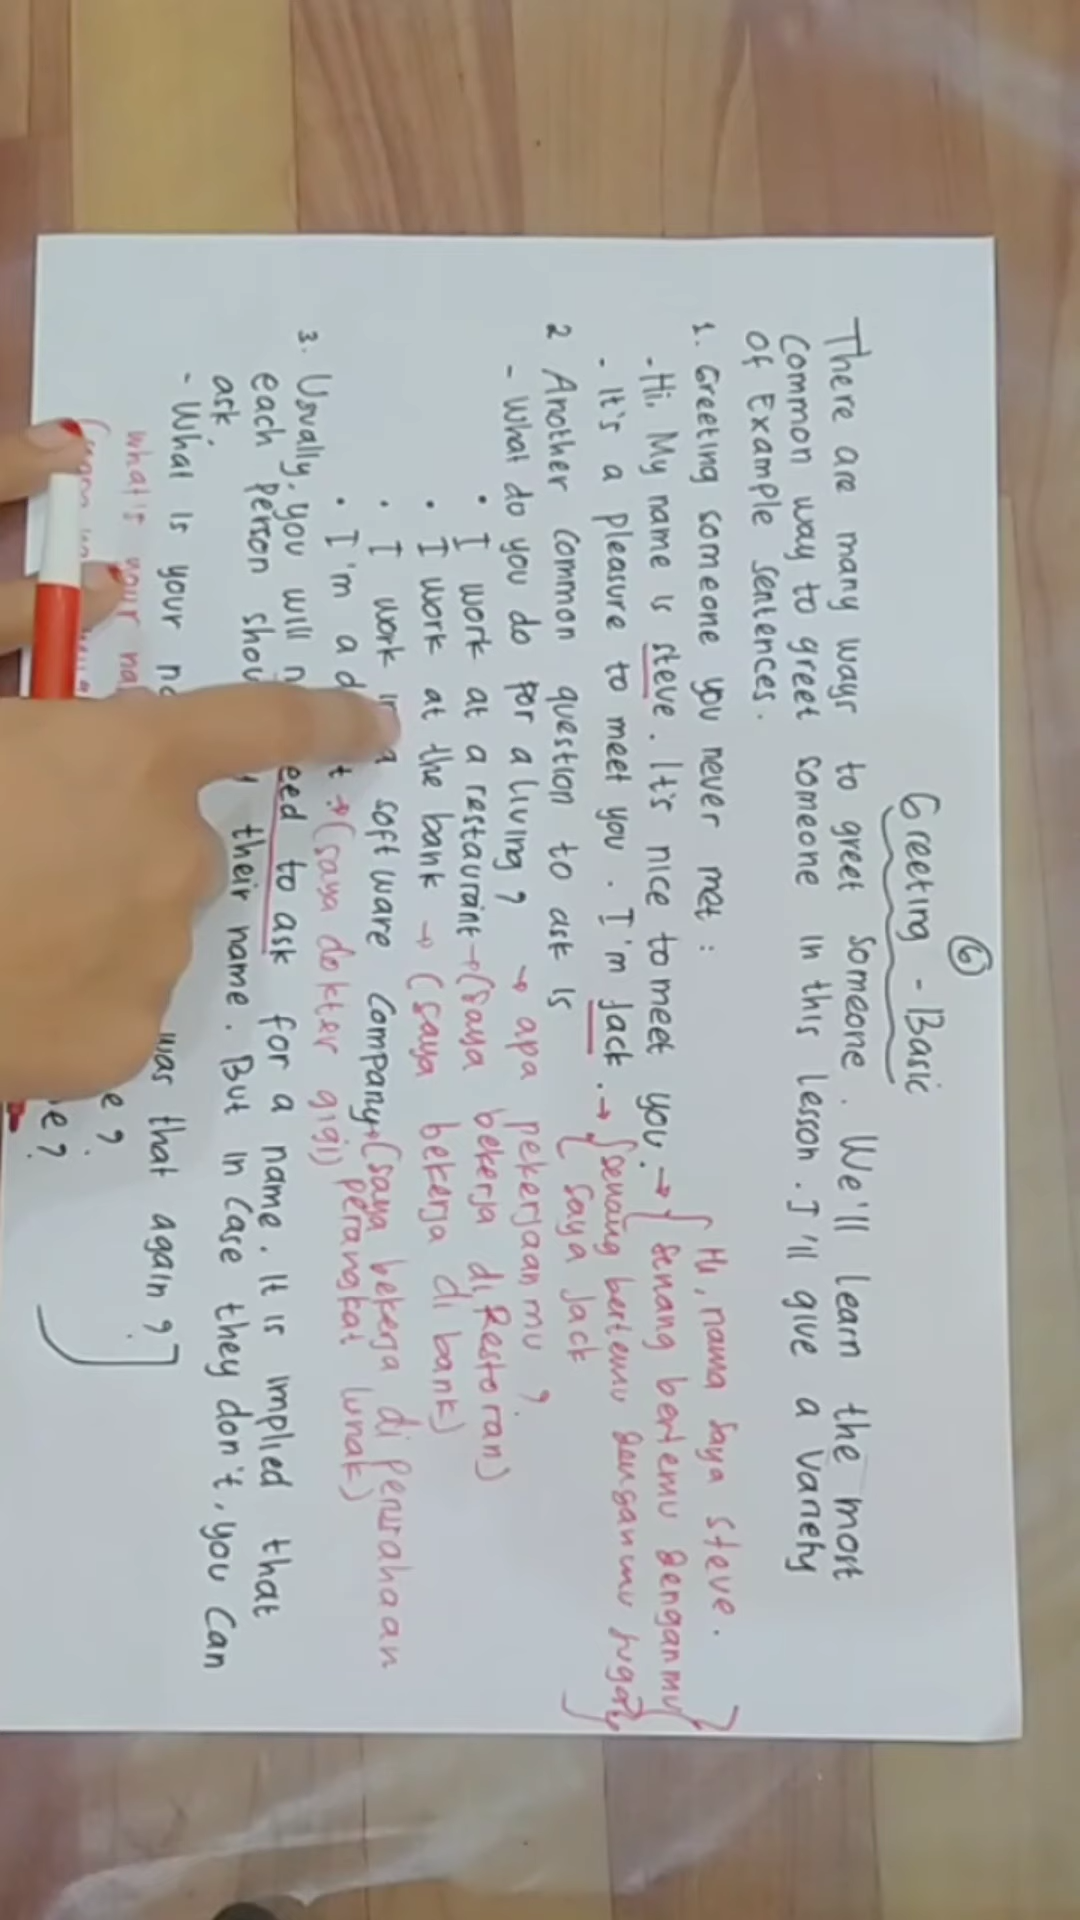 6
Greeting - Basic
There are many ways to greet someone. We'll learn the most
Common way to greet someone in this lesson. I'll give a variety
of Example sentences.
1. Greeting someone you never met:
- Hi. My name is steve. It's nice to meet you. → { Hi, nama saya steve.
senang bertemu denganmu }
- It's a pleasure to meet you. I'm Jack. → { senang bertemu denganmu juga
saya Jack }
2 Another Common question to ask is
- What do you do for a living? → apa pekerjaanmu?
• I work at a restaurant → (saya bekerja di Restoran)
• I work at the bank → (saya bekerja di bank)
• I work in a software Company → (saya bekerja di perusahaan
perangkat lunak)
• I'm a d t → (saya dokter gigi)
3. Usually, you will need to ask for a name. It is implied that
each person their name. But in Case they don't, you Can
ask,
- What is your was that again?
what is your e?
e?